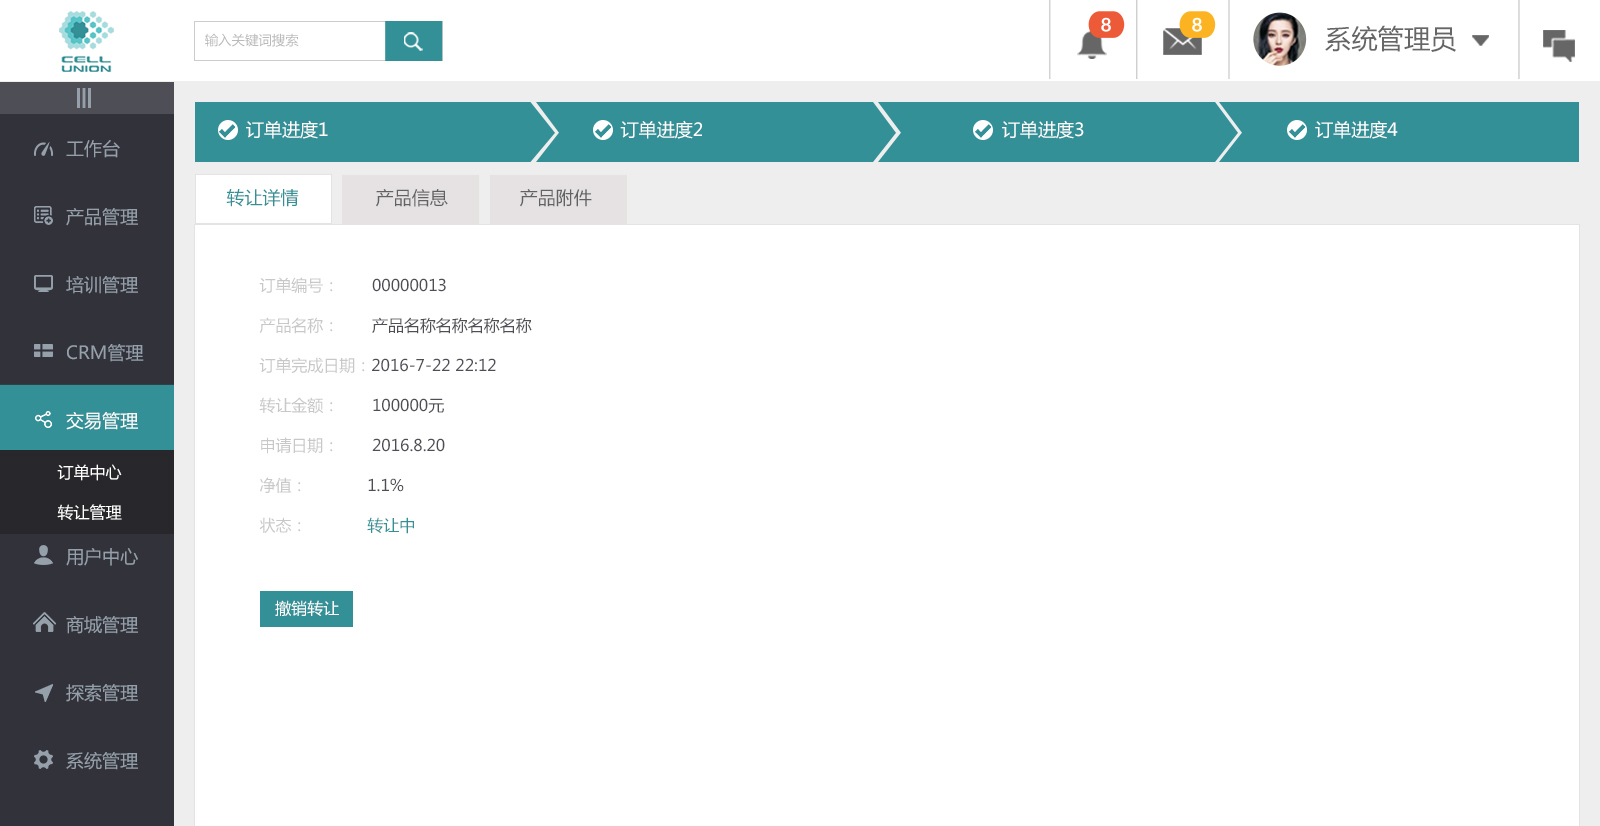 CELL
UNION
输入关键词搜索
8
8
系统管理员
工作台
产品管理
培训管理
CRM管理
交易管理
订单中心
转让管理
用户中心
商城管理
探索管理
系统管理
订单进度1
订单进度2
订单进度3
订单进度4
转让详情
产品信息
产品附件
订单编号： 00000013
产品名称： 产品名称名称名称名称
订单完成日期：2016-7-22 22:12
转让金额： 100000元
申请日期： 2016.8.20
净值： 1.1%
状态： 转让中
撤销转让